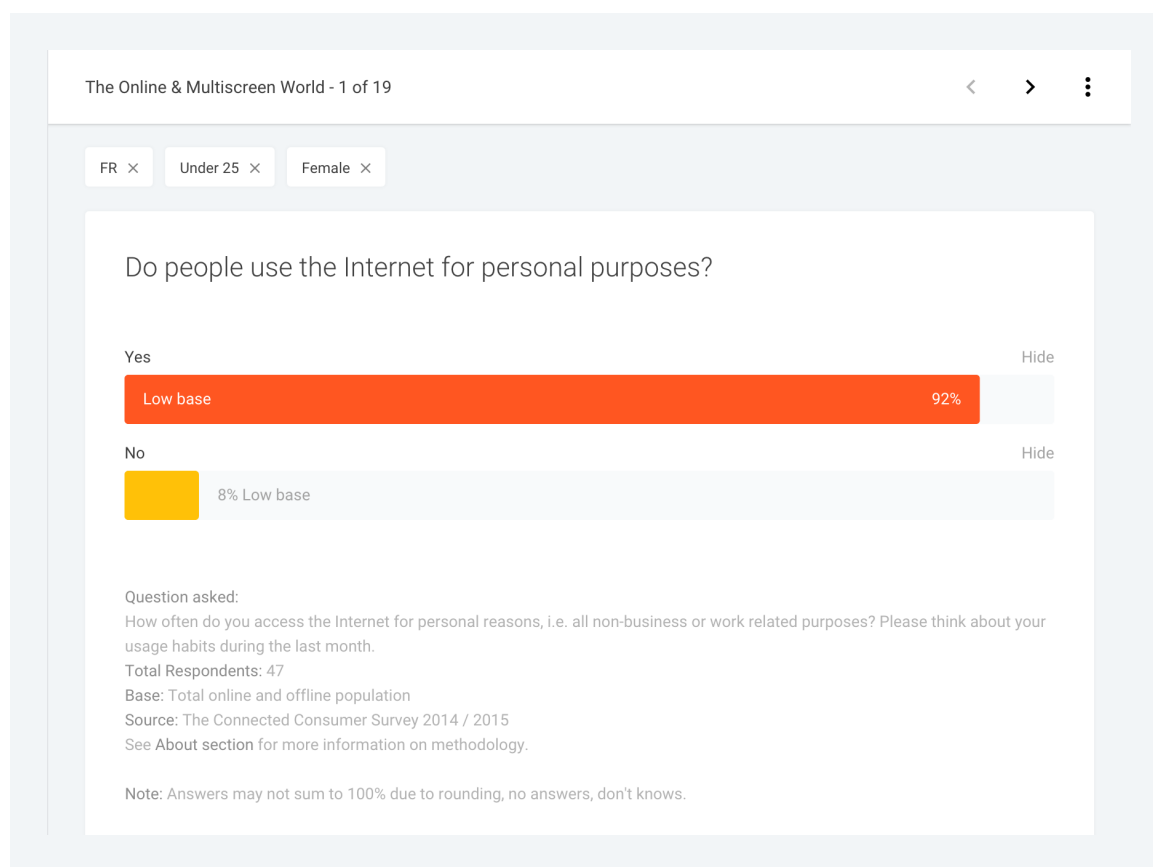 The Online & Multiscreen World - 1 of 19
FR
Under 25
Female
Do people use the Internet for personal purposes?
Yes
Hide
Low base
92%
No
Hide
8% Low base
Question asked:
How often do you access the Internet for personal reasons, i.e. all non-business or work related purposes? Please think about your
usage habits during the last month.
Total Respondents: 47
Base: Total online and offline population
Source: The Connected Consumer Survey 2014 / 2015
See About section for more information on methodology.
Note: Answers may not sum to 100% due to rounding, no answers, don't knows.